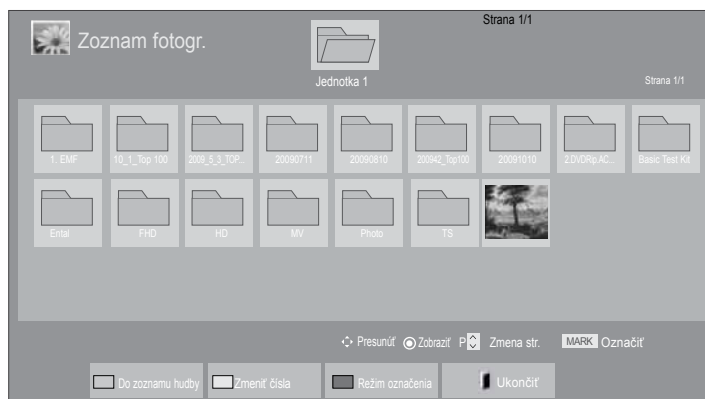 Strana 1/1
Zoznam fotogr.
Jednotka 1
Strana 1/1
1. EMF 10_1_Top 100 2009_5_3_TOP... 20090711 20090810 200942_Top100 20091010 2.DVDRip.AC... Basic Test Kit
Ental FHD HD MV Photo TS
Presunúť Zobraziť P Zmena str. MARK Označiť
Do zoznamu hudby Zmeniť čísla Režim označenia Ukončiť